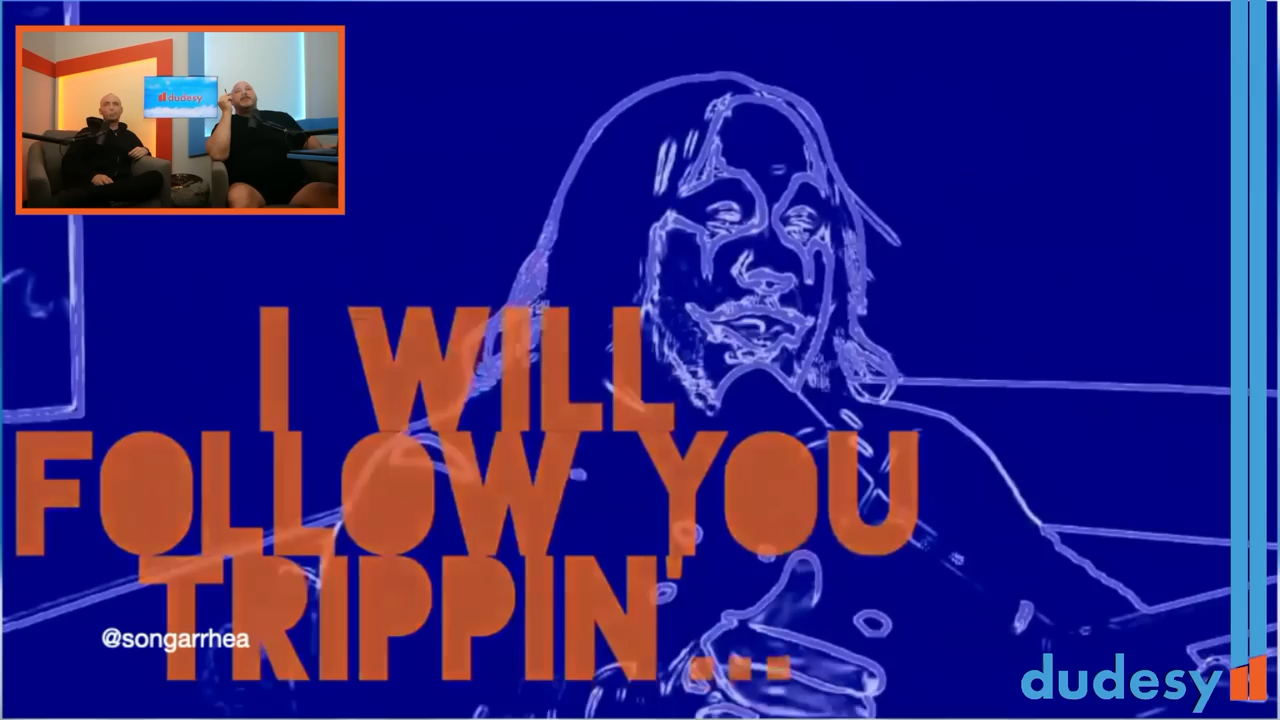 dudesy
I WILL
FOLLOW YOU
TRIPPIN'...
@songarrhea
dudesy